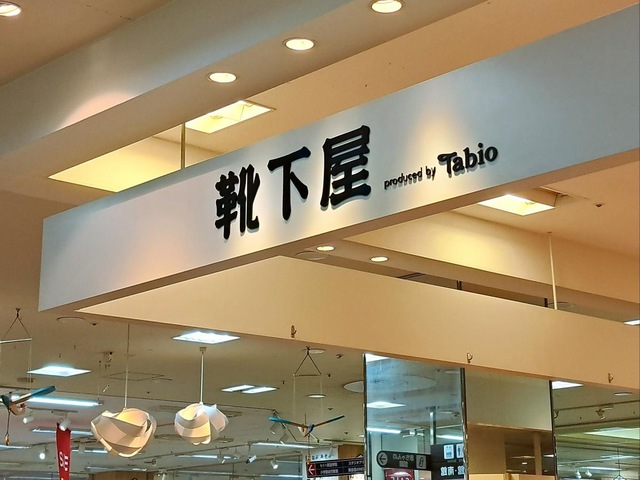 靴下屋 produced by Tabio